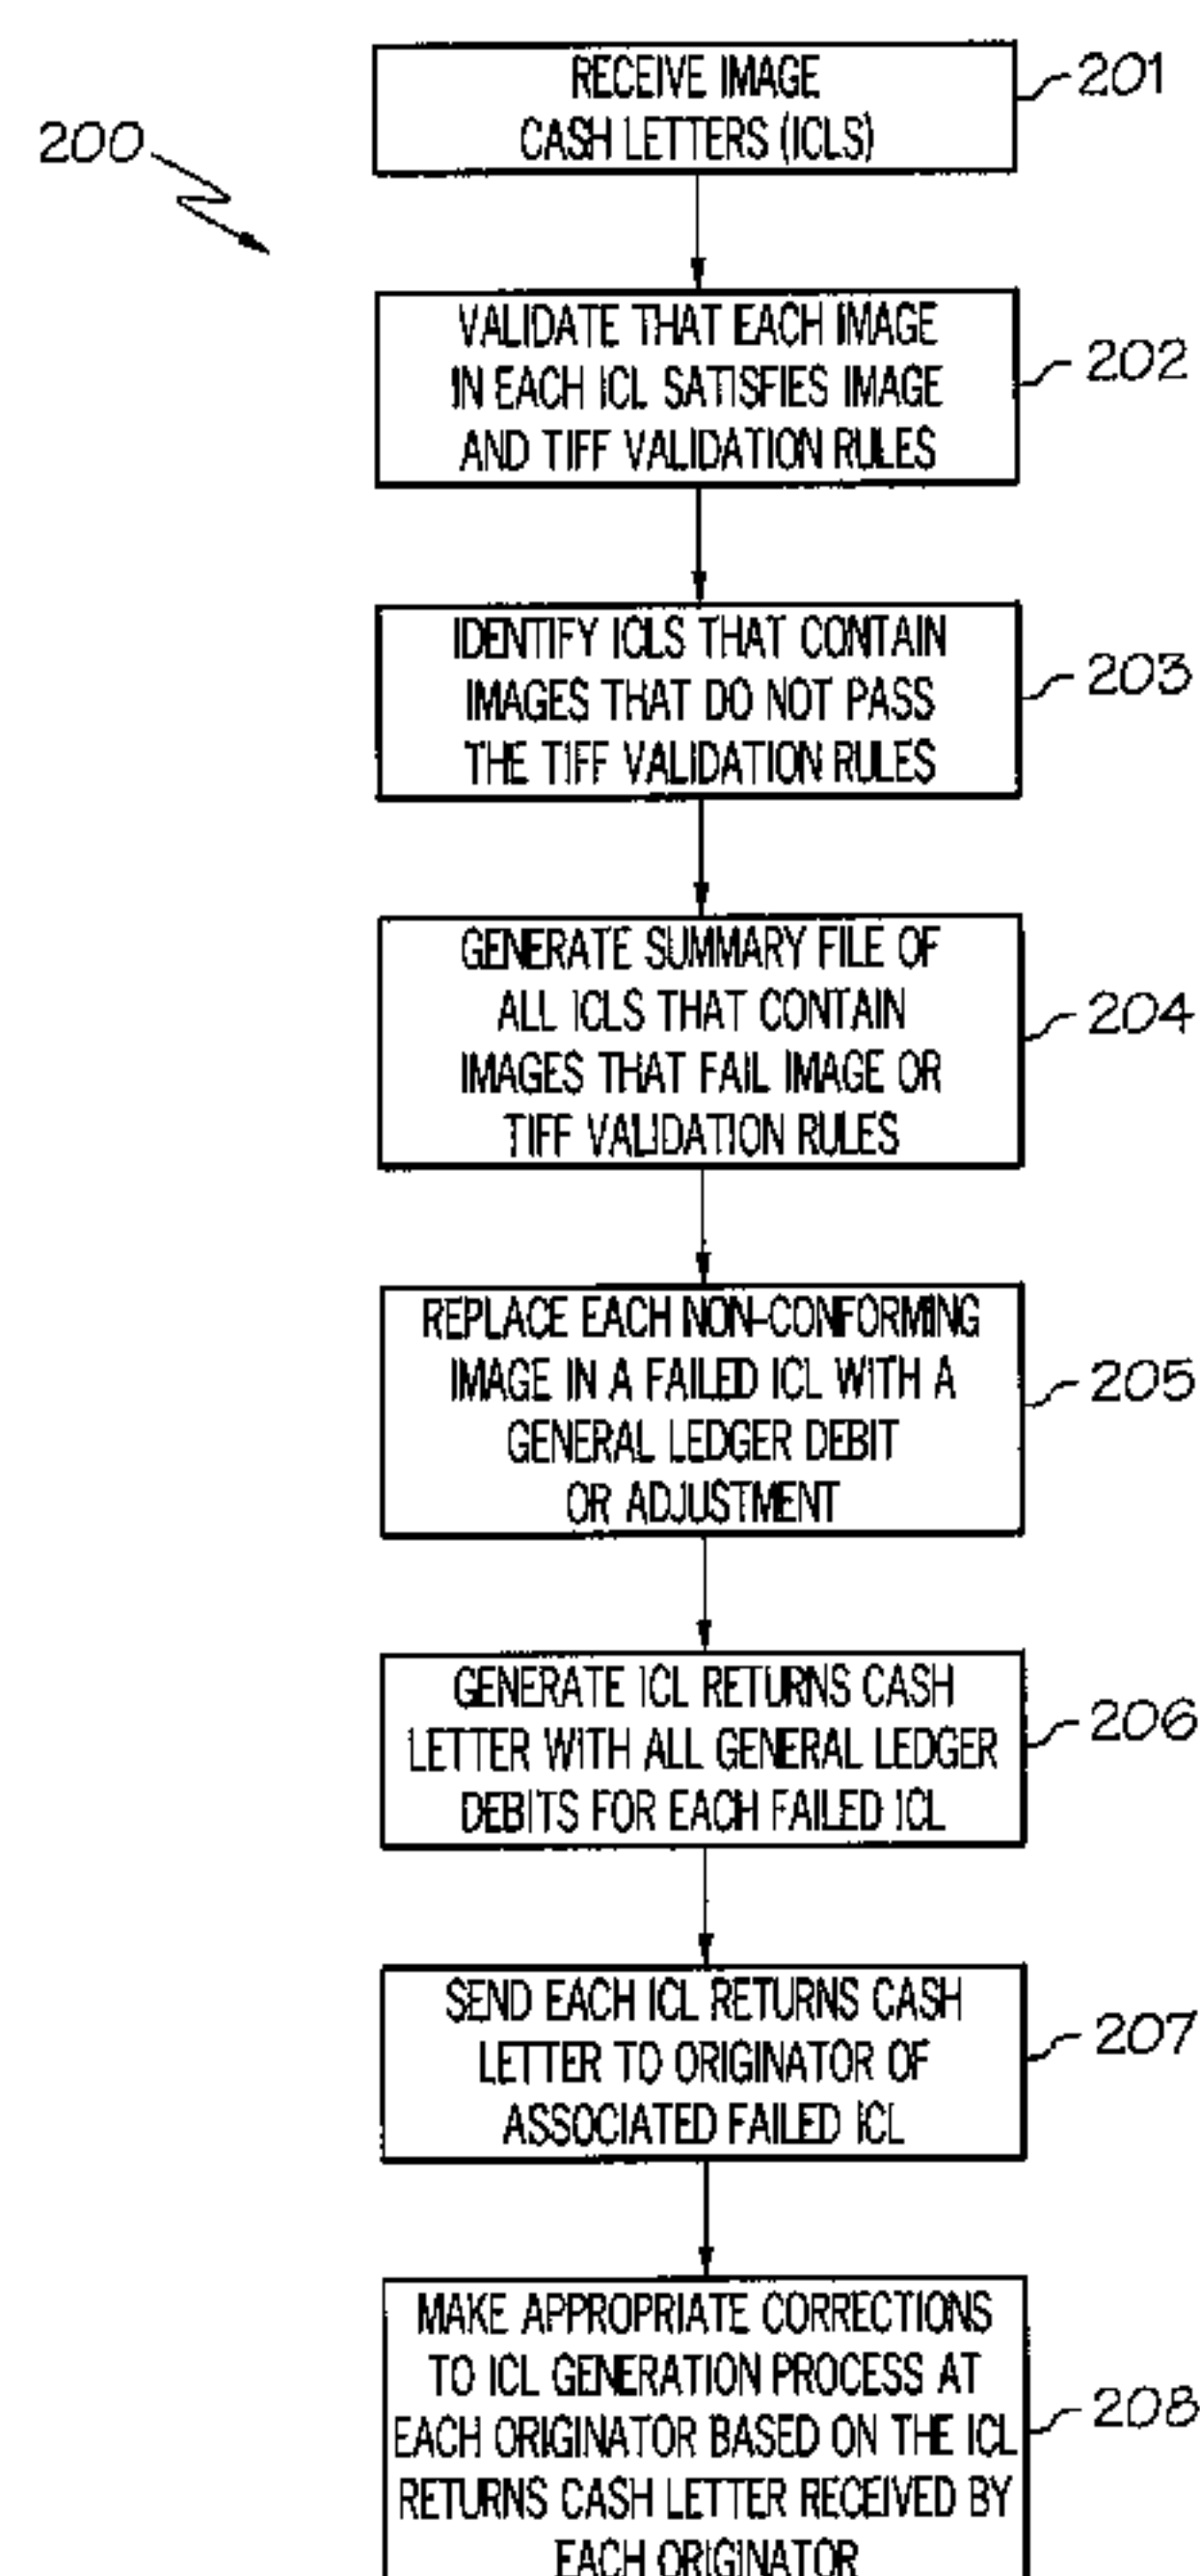 RECEIVE IMAGE
CASH LETTERS (ICLS)
201
200
VALIDATE THAT EACH IMAGE
IN EACH ICL SATISFIES IMAGE
AND TIFF VALIDATION RULES
202
IDENTIFY ICLS THAT CONTAIN
IMAGES THAT DO NOT PASS
THE TIFF VALIDATION RULES
203
GENERATE SUMMARY FILE OF
ALL ICLS THAT CONTAIN
IMAGES THAT FAIL IMAGE OR
TIFF VALIDATION RULES
204
REPLACE EACH NON-CONFORMING
IMAGE IN A FAILED ICL WITH A
GENERAL LEDGER DEBIT
OR ADJUSTMENT
205
GENERATE ICL RETURNS CASH
LETTER WITH ALL GENERAL LEDGER
DEBITS FOR EACH FAILED ICL
206
SEND EACH ICL RETURNS CASH
LETTER TO ORIGINATOR OF
ASSOCIATED FAILED ICL
207
MAKE APPROPRIATE CORRECTIONS
TO ICL GENERATION PROCESS AT
EACH ORIGINATOR BASED ON THE ICL
RETURNS CASH LETTER RECEIVED BY
EACH ORIGINATOR
208